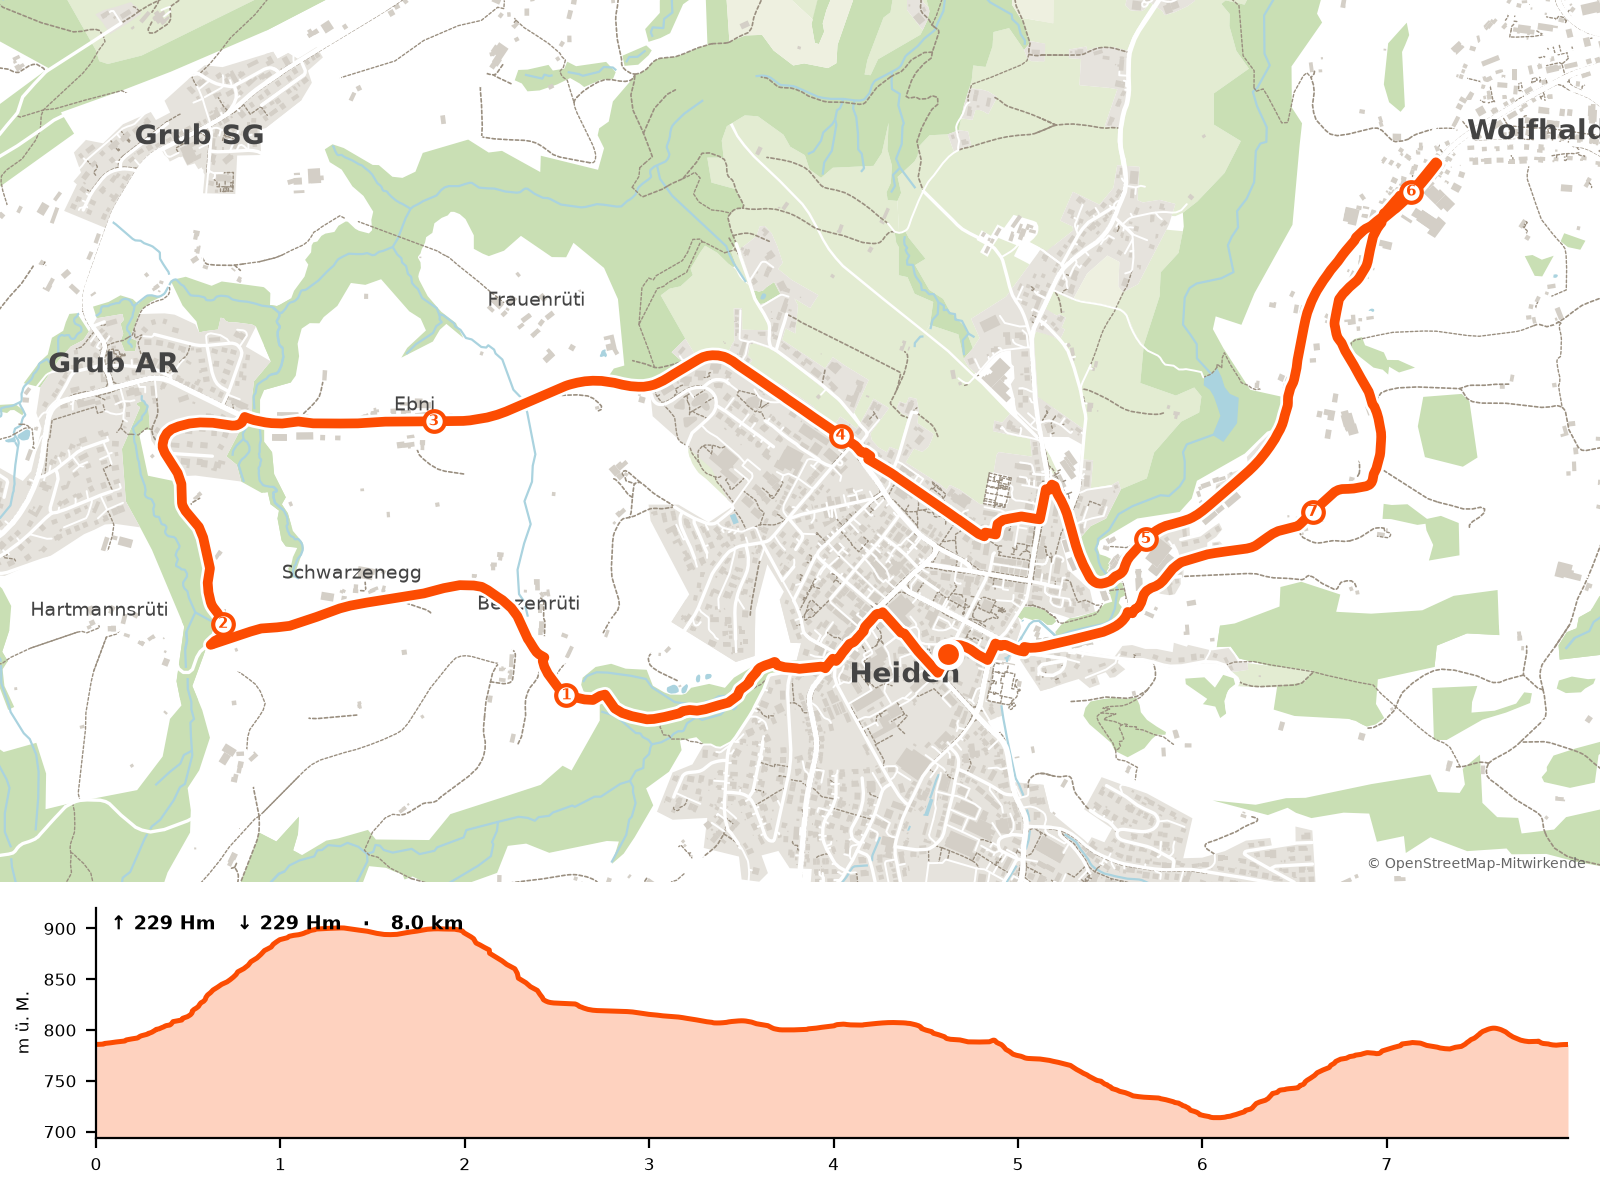 Grub SG
Wolfhald
Frauenrüti
Grub AR
Ebni
3
4
6
5
7
Schwarzenegg
Hartmannsrüti
2
Heiden
1
© OpenStreetMap-Mitwirkende
↑ 229 Hm ↓ 229 Hm · 8.0 km
m ü. M.
900
850
800
750
700
0 1 2 3 4 5 6 7